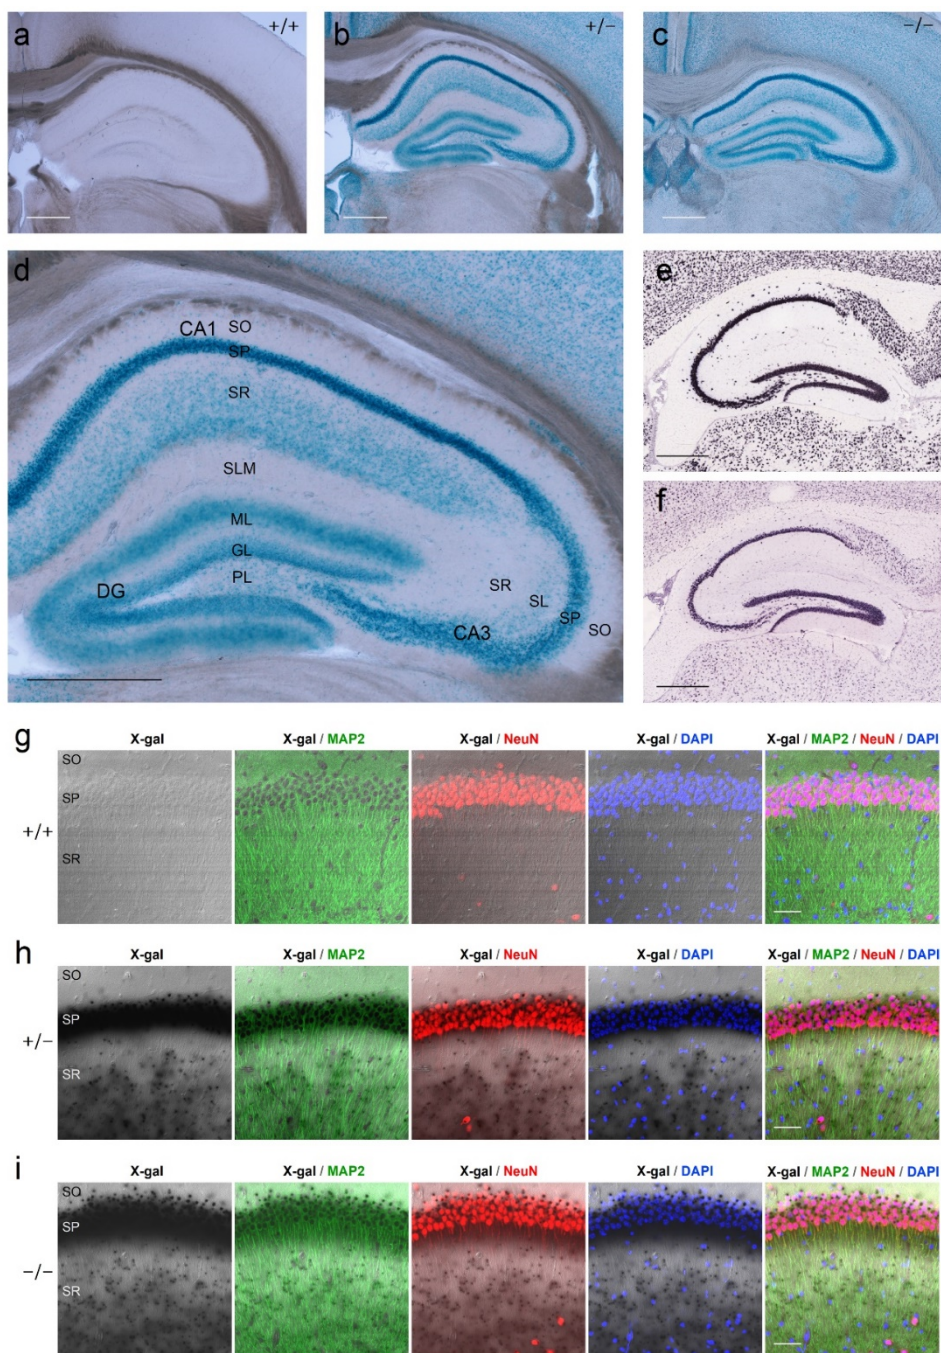 a
+/+
b
+/−
c
−/−
d
CA1
SO
SP
SR
SLM
ML
GL
PL
DG
SR
SL
SP
SO
CA3
e
f
g
X-gal
X-gal / MAP2
X-gal / NeuN
X-gal / DAPI
X-gal / MAP2 / NeuN / DAPI
+/+
SO
SP
SR
h
X-gal
X-gal / MAP2
X-gal / NeuN
X-gal / DAPI
X-gal / MAP2 / NeuN / DAPI
+/−
SO
SP
SR
i
X-gal
X-gal / MAP2
X-gal / NeuN
X-gal / DAPI
X-gal / MAP2 / NeuN / DAPI
−/−
SO
SP
SR